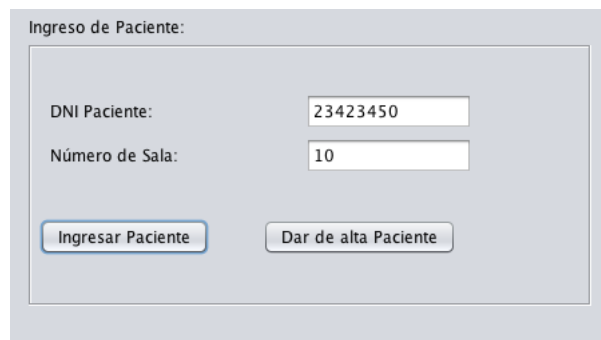 Ingreso de Paciente:
DNI Paciente: 23423450
Número de Sala: 10
Ingresar Paciente Dar de alta Paciente